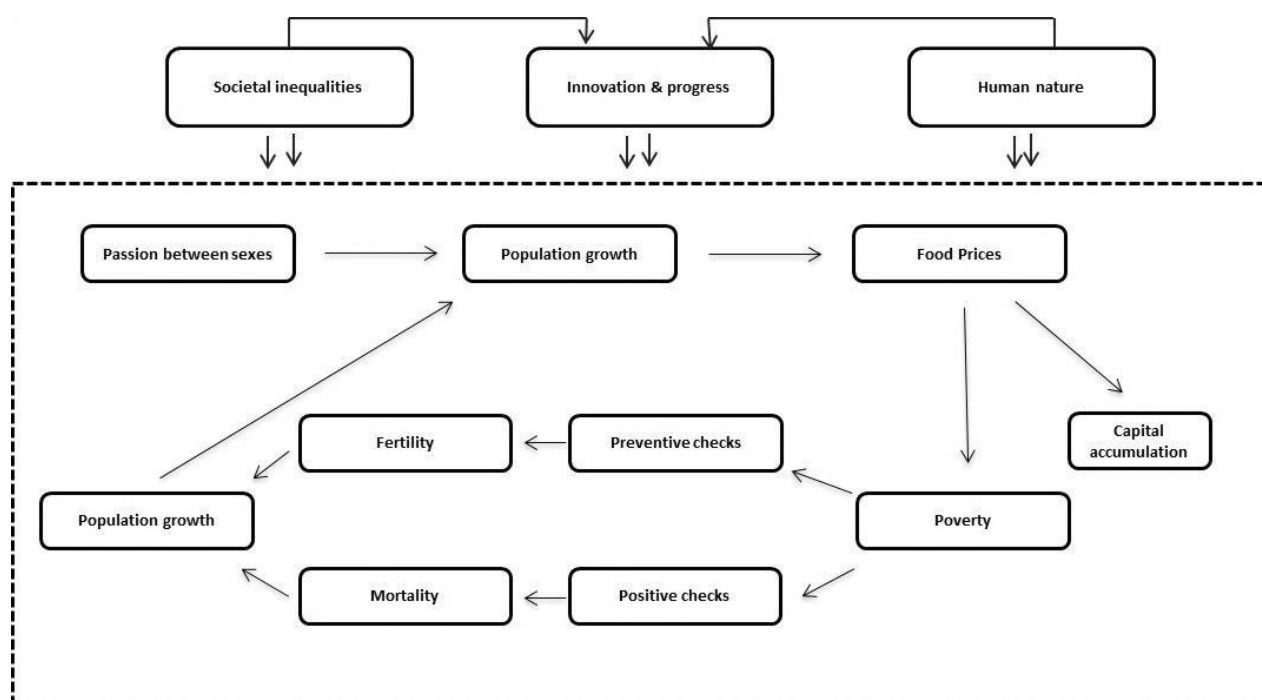 Societal inequalities
Innovation & progress
Human nature
Passion between sexes
Population growth
Food Prices
Fertility
Preventive checks
Capital
accumulation
Population growth
Poverty
Mortality
Positive checks